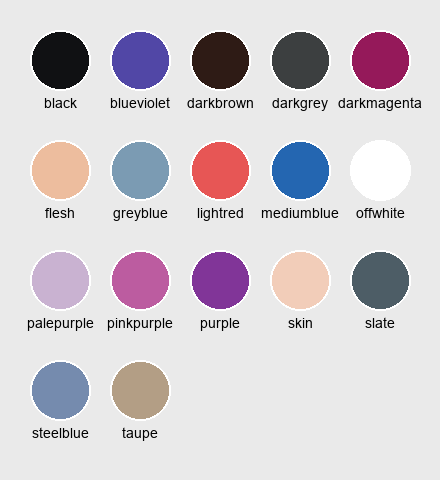 black blueviolet darkbrown darkgrey darkmagenta
flesh greyblue lightred mediumblue offwhite
palepurple pinkpurple purple skin slate
steelblue taupe